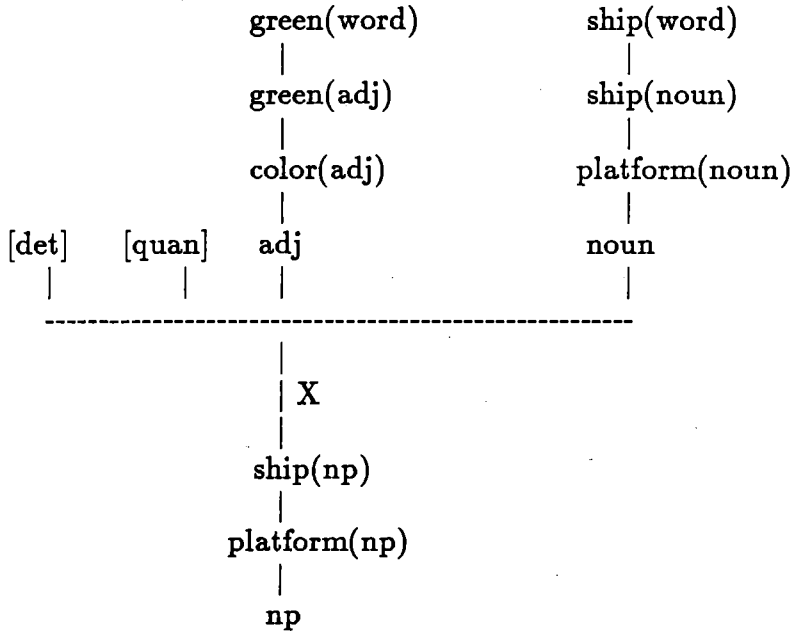 green(word) ship(word)
green(adj) ship(noun)
color(adj) platform(noun)
[det] [quan] adj noun
X
ship(np)
platform(np)
np